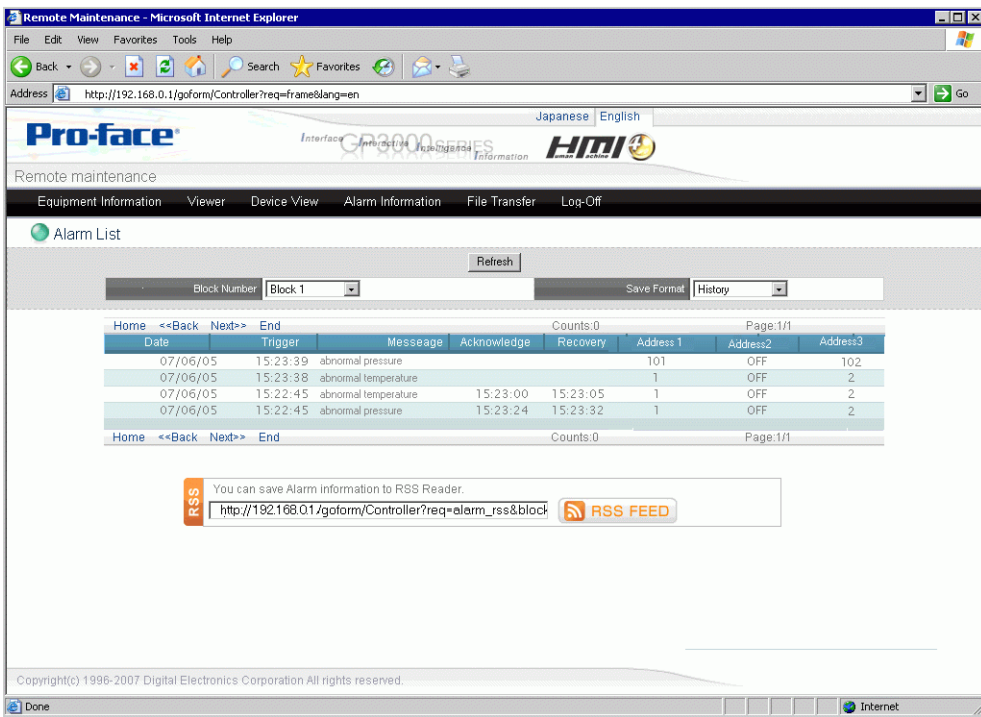 Remote Maintenance - Microsoft Internet Explorer
File Edit View Favorites Tools Help
Back Search Favorites
Address http://192.168.0.1/goform/Controller?req=frame&lang=en Go
Japanese English
Pro-face Interface Interactive Intelligence Information GP3000 SERIES HMI Human Machine
Remote maintenance
Equipment Information Viewer Device View Alarm Information File Transfer Log-Off
Alarm List
Refresh
Block Number Block 1 Save Format History
Home <<Back Next>> End Counts:0 Page:1/1
Date Trigger Messeage Acknowledge Recovery Address 1 Address2 Address3
07/06/05 15:23:39 abnormal pressure 101 OFF 102
07/06/05 15:23:38 abnormal temperature 1 OFF 2
07/06/05 15:22:45 abnormal temperature 15:23:00 15:23:05 1 OFF 2
07/06/05 15:22:45 abnormal pressure 15:23:24 15:23:32 1 OFF 2
Home <<Back Next>> End Counts:0 Page:1/1
RSS
You can save Alarm information to RSS Reader.
http://192.168.0.1/goform/Controller?req=alarm_rss&block
RSS FEED
Copyright(c) 1996-2007 Digital Electronics Corporation All rights reserved.
Done Internet